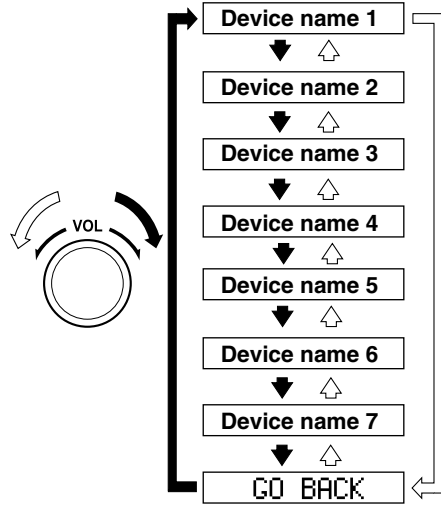 Device name 1
Device name 2
Device name 3
VOL
Device name 4
Device name 5
Device name 6
Device name 7
GO BACK